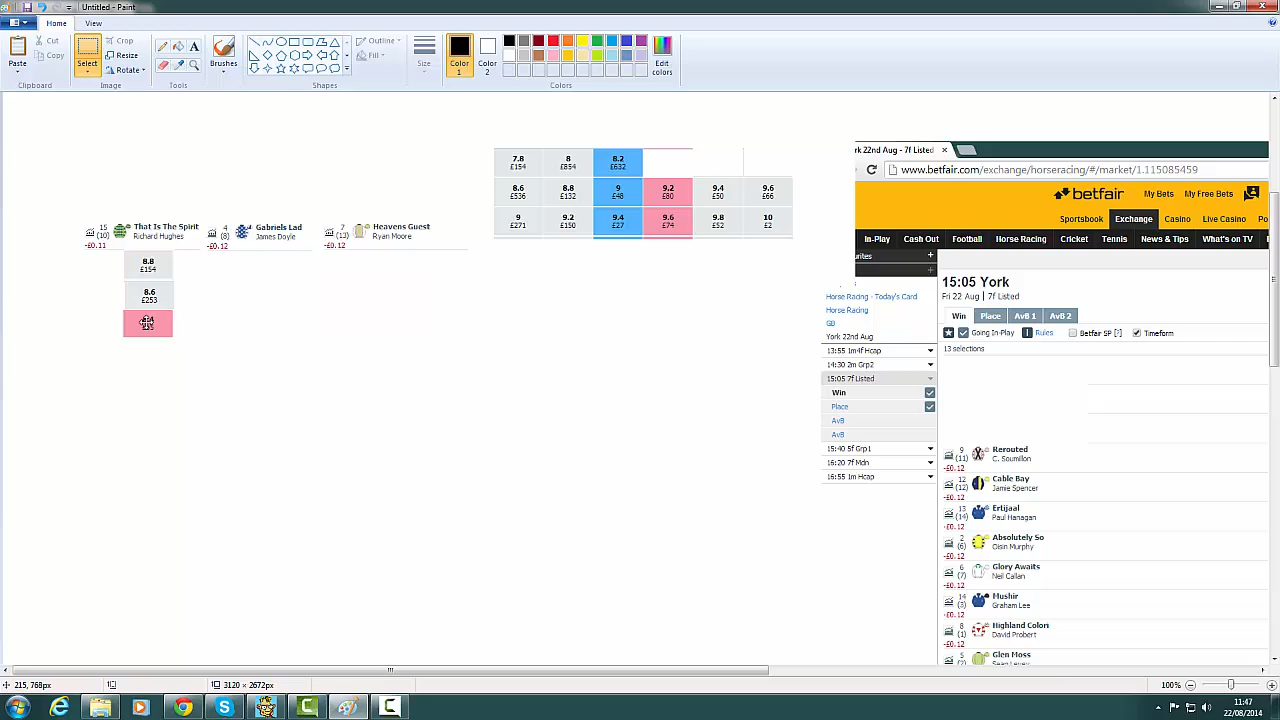 Untitled - Paint
Home
View
Paste
Cut
Copy
Clipboard
Select
Crop
Resize
Rotate
Image
Tools
Brushes
Outline
Fill
Shapes
Size
Color 1
Color 2
Edit colors
Colors
15 (10) That Is The Spirit
Richard Hughes
-£0.11
4 (8) Gabriels Lad
James Doyle
-£0.12
7 (13) Heavens Guest
Ryan Moore
-£0.12
8.8
£154
8.6
£253
7.8 8 8.2
£154 £854 £632
8.6 8.8 9 9.2 9.4 9.6
£536 £132 £48 £80 £50 £66
9 9.2 9.4 9.6 9.8 10
£271 £150 £27 £74 £52 £2
rk 22nd Aug - 7f Listed
www.betfair.com/exchange/horseracing/#/market/1.115085459
betfair
My Bets
My Free Bets
Sportsbook Exchange Casino Live Casino Po
In-Play Cash Out Football Horse Racing Cricket Tennis News & Tips What's on TV
urites
Horse Racing - Today's Card
Horse Racing
GB
York 22nd Aug
13:55 1m4f Hcap
14:30 2m Grp2
15:05 7f Listed
Win
Place
AvB
AvB
15:40 5f Grp1
16:20 7f Mdn
16:55 1m Hcap
15:05 York
Fri 22 Aug | 7f Listed
Win Place AvB 1 AvB 2
Going In-Play Rules Betfair SP [?] Timeform
13 selections
9 (11) Rerouted
C. Soumillon
-£0.12
12 (12) Cable Bay
Jamie Spencer
-£0.12
13 (14) Ertijaal
Paul Hanagan
-£0.12
2 (6) Absolutely So
Oisin Murphy
-£0.12
6 (7) Glory Awaits
Neil Callan
-£0.12
14 (3) Mushir
Graham Lee
-£0.12
8 (1) Highland Colori
David Probert
-£0.12
5 Glen Moss
215, 768px
3120 × 2672px
100%
11:47
22/08/2014